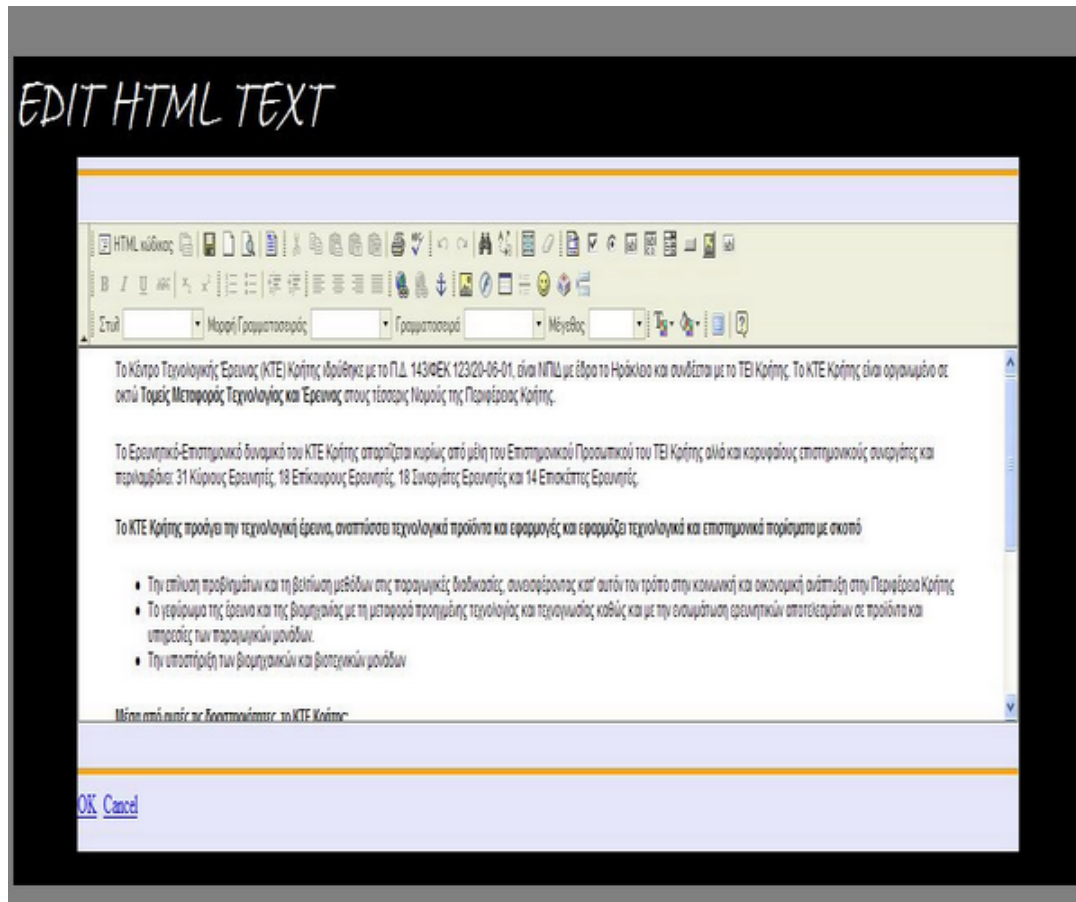 EDIT HTML TEXT
HTML κώδικας
Στυλ Μορφή Γραμματοσειράς Γραμματοσειρά Μέγεθος
Το Κέντρο Τεχνολογικής Έρευνας (ΚΤΕ) Κρήτης ιδρύθηκε με το Π.Δ. 143/ΦΕΚ 123/20-06-01, είναι ΝΠΙΔ με έδρα το Ηράκλειο και συνδέεται με το ΤΕΙ Κρήτης. Το ΚΤΕ Κρήτης είναι οργανωμένο σε
οκτώ Τομείς Μεταφοράς Τεχνολογίας και Έρευνας στους τέσσερις Νομούς της Περιφέρειας Κρήτης.
Το Ερευνητικό-Επιστημονικό δυναμικό του ΚΤΕ Κρήτης απαρτίζεται κυρίως από μέλη του Επιστημονικού Προσωπικού του ΤΕΙ Κρήτης αλλά και κορυφαίους επιστημονικούς συνεργάτες και
περιλαμβάνει: 31 Κύριους Ερευνητές, 18 Επίκουρους Ερευνητές, 18 Συνεργάτες Ερευνητές και 14 Επισκέπτες Ερευνητές.
Το ΚΤΕ Κρήτης προάγει την τεχνολογική έρευνα, αναπτύσσει τεχνολογικά προϊόντα και εφαρμογές και εφαρμόζει τεχνολογικά και επιστημονικά πορίσματα με σκοπό
• Την επίλυση προβλημάτων και τη βελτίωση μεθόδων στις παραγωγικές διαδικασίες, συνεισφέροντας κατ' αυτόν τον τρόπο στην κοινωνική και οικονομική ανάπτυξη στην Περιφέρεια Κρήτης
• Το γεφύρωμα της έρευνα και της βιομηχανίας με τη μεταφορά προηγμένης τεχνολογίας και τεχνογνωσίας καθώς και με την ενσωμάτωση ερευνητικών αποτελεσμάτων σε προϊόντα και
υπηρεσίες των παραγωγικών μονάδων.
• Την υποστήριξη των βιομηχανικών και βιοτεχνικών μονάδων
Μέσα από αυτές τις δραστηριότητες, το ΚΤΕ Κρήτης:
OK Cancel